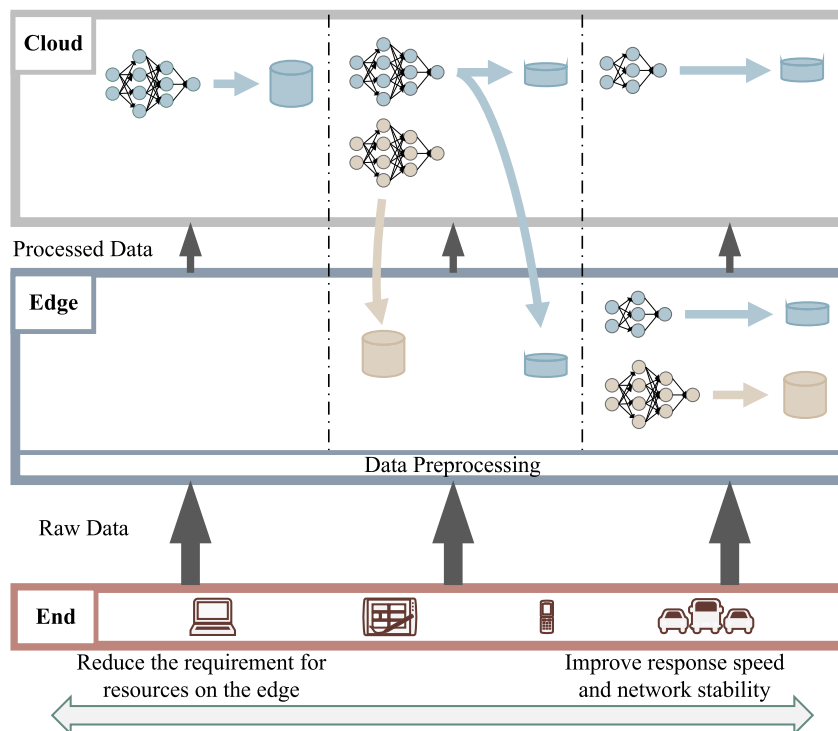 Cloud
Processed Data
Edge
Data Preprocessing
Raw Data
End
Reduce the requirement for
resources on the edge
Improve response speed
and network stability